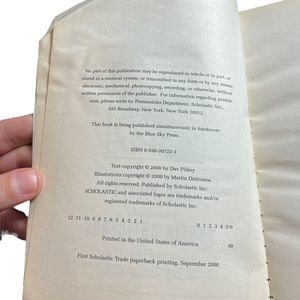 No part of this publication may be reproduced in whole or in part, or
stored in a retrieval system, or transmitted in any form or by any means,
electronic, mechanical, photocopying, recording, or otherwise, without
written permission of the publisher. For information regarding permis-
sion, please write to: Permissions Department, Scholastic Inc.,
555 Broadway, New York, New York 10012.
This book is being published simultaneously in hardcover
by the Blue Sky Press.
ISBN 0-590-30722-3
Text copyright © 2000 by Dav Pilkey
Illustrations copyright © 2000 by Martin Ontiveros
All rights reserved. Published by Scholastic Inc.
SCHOLASTIC and associated logos are trademarks and/or
registered trademarks of Scholastic Inc.
12 11 10 9 8 7 6 5 4 3 2 1 0 1 2 3 4 5/0
Printed in the United States of America 40
First Scholastic Trade paperback printing, September 2000